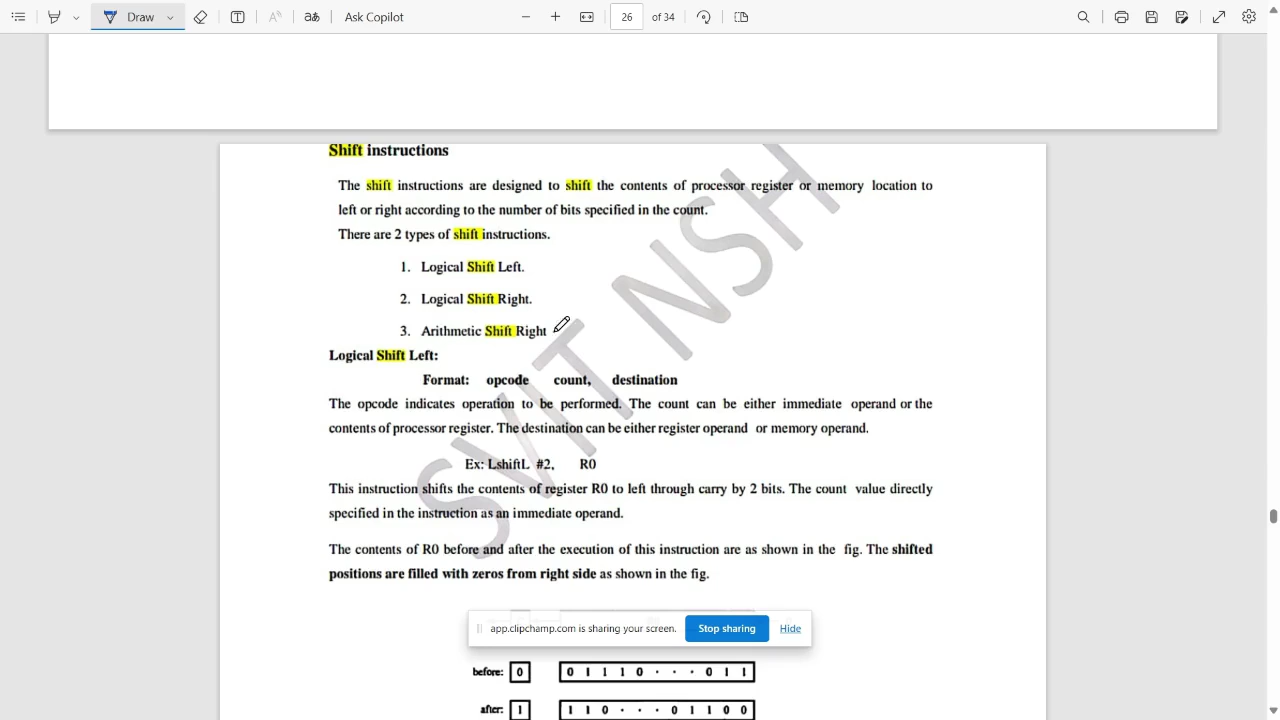 Draw
Ask Copilot
26 of 34
Shift instructions
The shift instructions are designed to shift the contents of processor register or memory location to
left or right according to the number of bits specified in the count.
There are 2 types of shift instructions.
1. Logical Shift Left.
2. Logical Shift Right.
3. Arithmetic Shift Right
Logical Shift Left:
Format: opcode count, destination
The opcode indicates operation to be performed. The count can be either immediate operand or the
contents of processor register. The destination can be either register operand or memory operand.
Ex: LshiftL #2, R0
This instruction shifts the contents of register R0 to left through carry by 2 bits. The count value directly
specified in the instruction as an immediate operand.
The contents of R0 before and after the execution of this instruction are as shown in the fig. The shifted
positions are filled with zeros from right side as shown in the fig.
app.clipchamp.com is sharing your screen. Stop sharing Hide
before: 0 0 1 1 1 0 · · · 0 1 1
after: 1 1 1 0 · · · 0 1 1 0 0
SVIT NSH